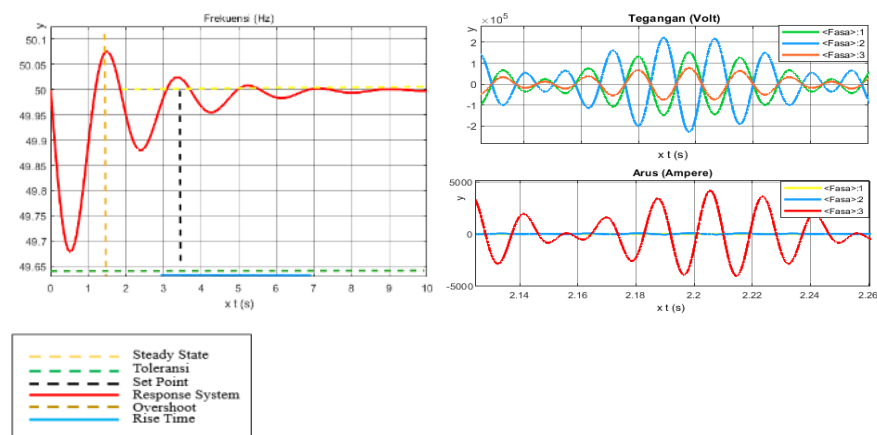 Frekuensi (Hz)
y
50.1
50.05
50
49.95
49.9
49.85
49.8
49.75
49.7
49.65
0 1 2 3 4 5 6 7 8 9 10
x t (s)
Tegangan (Volt)
×10⁵
y
2
1
0
-1
-2
<Fasa>:1
<Fasa>:2
<Fasa>:3
x t (s)
Arus (Ampere)
y
5000
0
-5000
<Fasa>:1
<Fasa>:2
<Fasa>:3
2.14 2.16 2.18 2.2 2.22 2.24 2.26
x t (s)
Steady State
Toleransi
Set Point
Response System
Overshoot
Rise Time